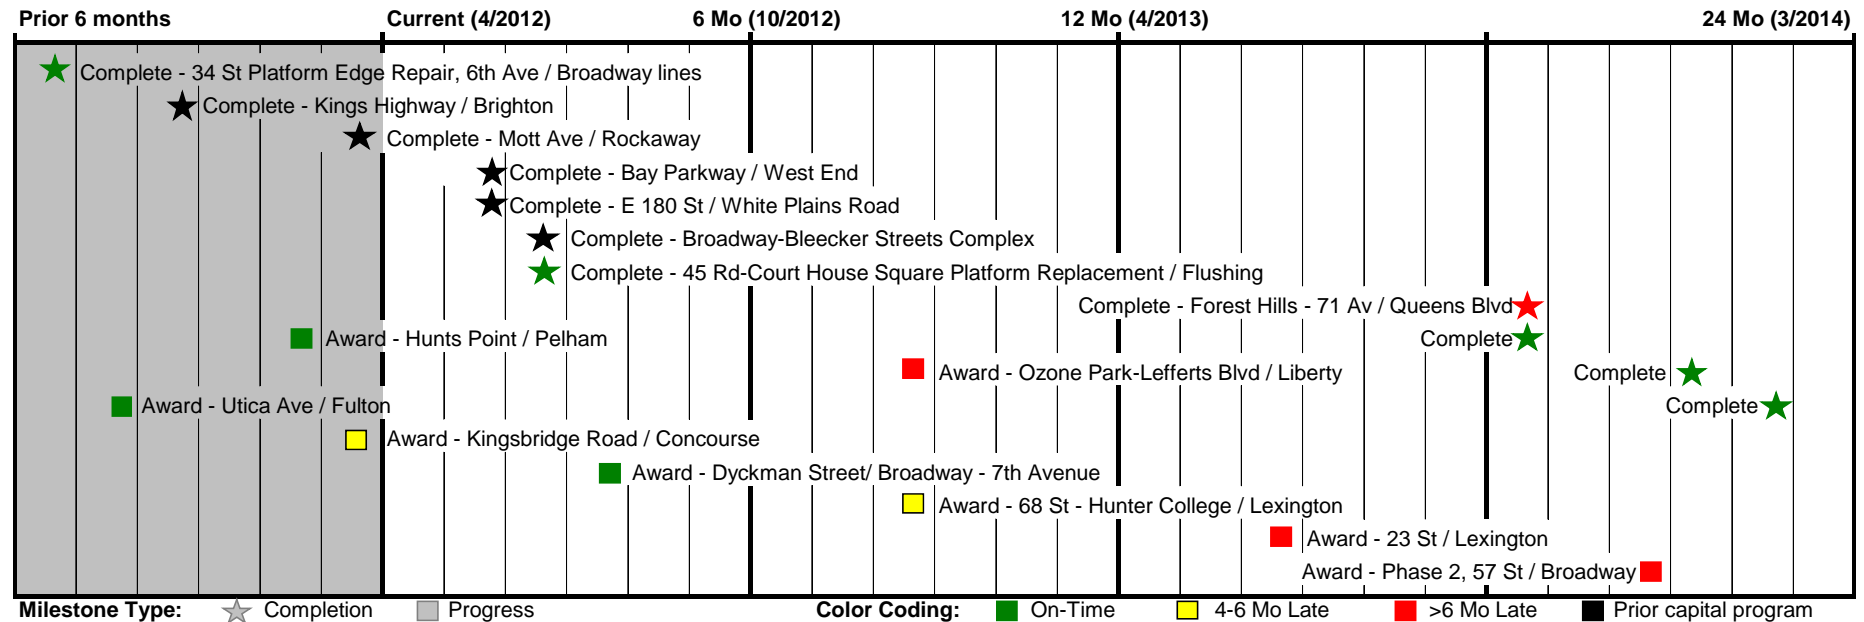 Prior 6 months Current (4/2012) 6 Mo (10/2012) 12 Mo (4/2013) 24 Mo (3/2014)
Complete - 34 St Platform Edge Repair, 6th Ave / Broadway lines
Complete - Kings Highway / Brighton
Complete - Mott Ave / Rockaway
Complete - Bay Parkway / West End
Complete - E 180 St / White Plains Road
Complete - Broadway-Bleecker Streets Complex
Complete - 45 Rd-Court House Square Platform Replacement / Flushing
Complete - Forest Hills - 71 Av / Queens Blvd
Award - Hunts Point / Pelham Complete
Award - Ozone Park-Lefferts Blvd / Liberty Complete
Award - Utica Ave / Fulton Complete
Award - Kingsbridge Road / Concourse
Award - Dyckman Street/ Broadway - 7th Avenue
Award - 68 St - Hunter College / Lexington
Award - 23 St / Lexington
Award - Phase 2, 57 St / Broadway
Milestone Type: Completion Progress Color Coding: On-Time 4-6 Mo Late >6 Mo Late Prior capital program